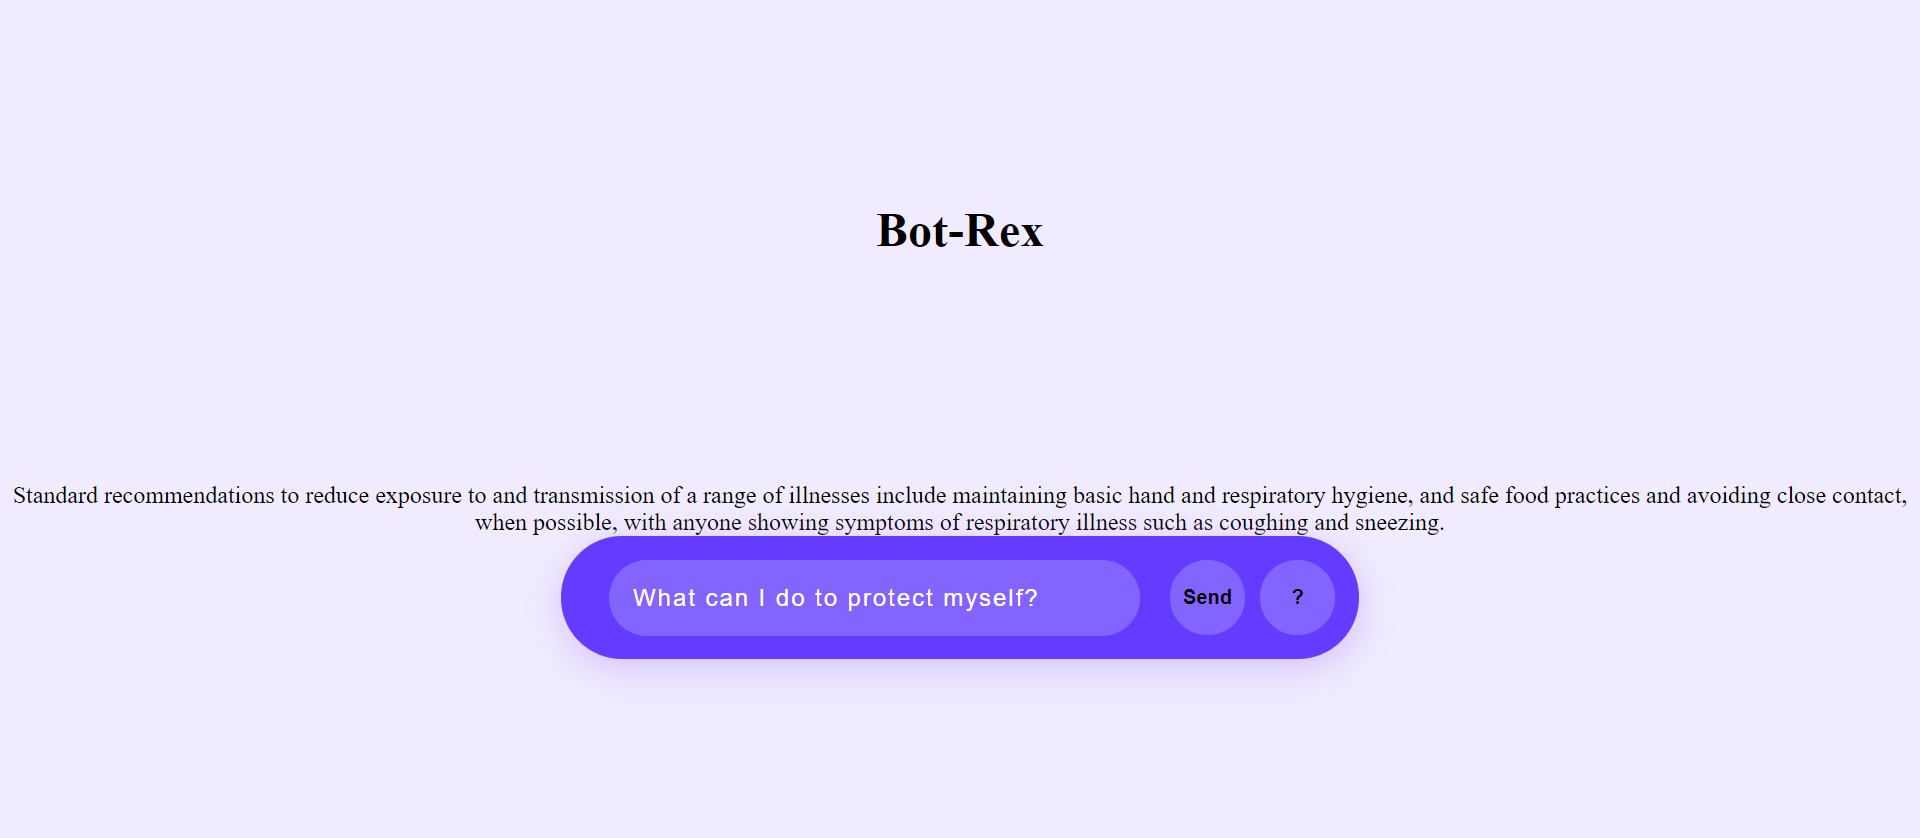 Bot-Rex
Standard recommendations to reduce exposure to and transmission of a range of illnesses include maintaining basic hand and respiratory hygiene, and safe food practices and avoiding close contact,
when possible, with anyone showing symptoms of respiratory illness such as coughing and sneezing.
What can I do to protect myself? Send ?